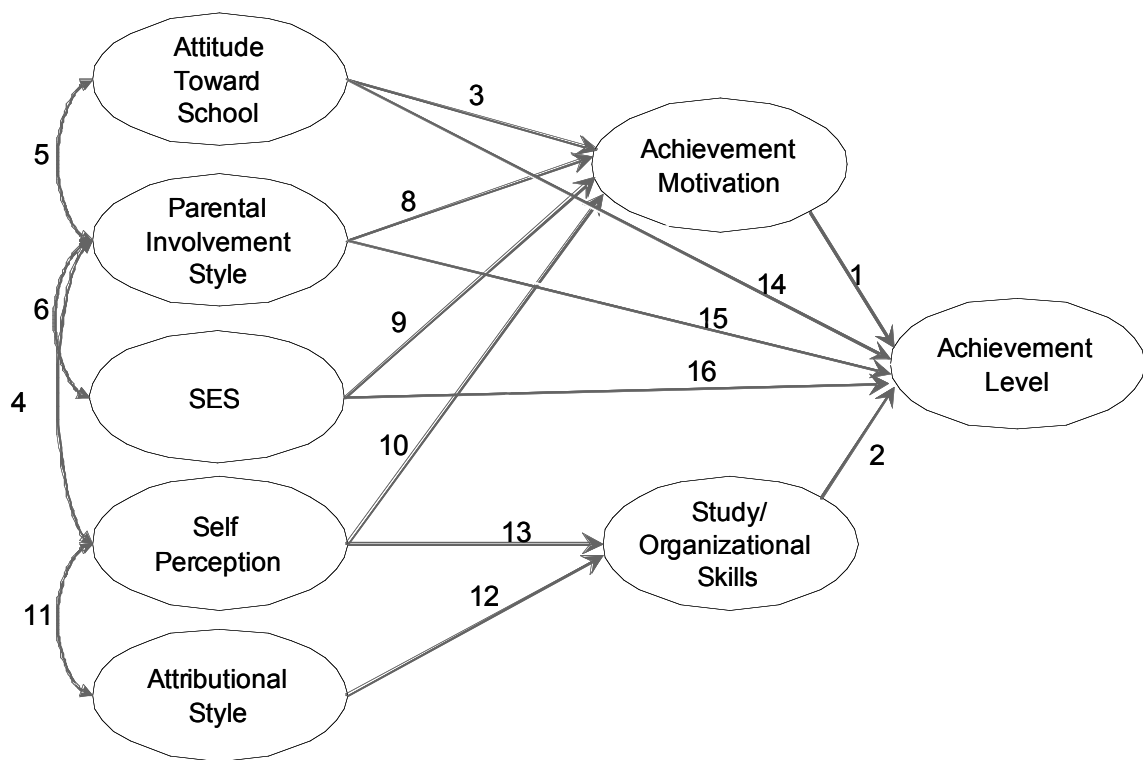 Attitude
Toward
School
3
Achievement
Motivation
5
Parental
Involvement
Style
8
14
1
6
9
15
Achievement
Level
SES
16
4
10
2
Self
Perception
13
Study/
Organizational
Skills
11
12
Attributional
Style